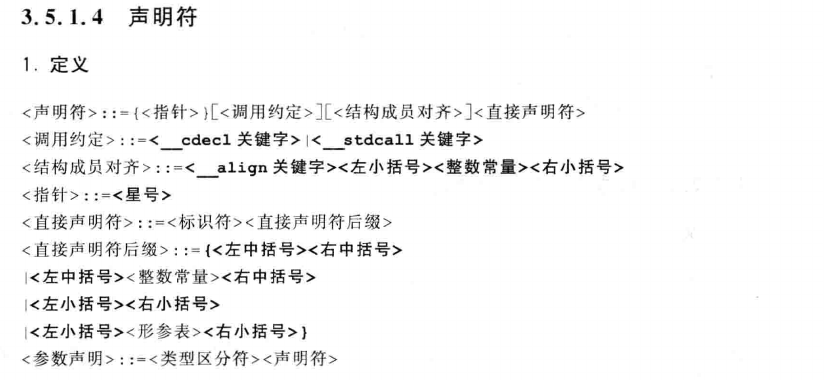 3.5.1.4 声明符
1. 定义
<声明符>::={<指针>}[<调用约定>][<结构成员对齐>]<直接声明符>
<调用约定>::=<__cdecl 关键字>|<__stdcall 关键字>
<结构成员对齐>::=<__align 关键字><左小括号><整数常量><右小括号>
<指针>::=<星号>
<直接声明符>::=<标识符><直接声明符后缀>
<直接声明符后缀>::={<左中括号><右中括号>
|<左中括号><整数常量><右中括号>
|<左小括号><右小括号>
|<左小括号><形参表><右小括号>}
<参数声明>::=<类型区分符><声明符>